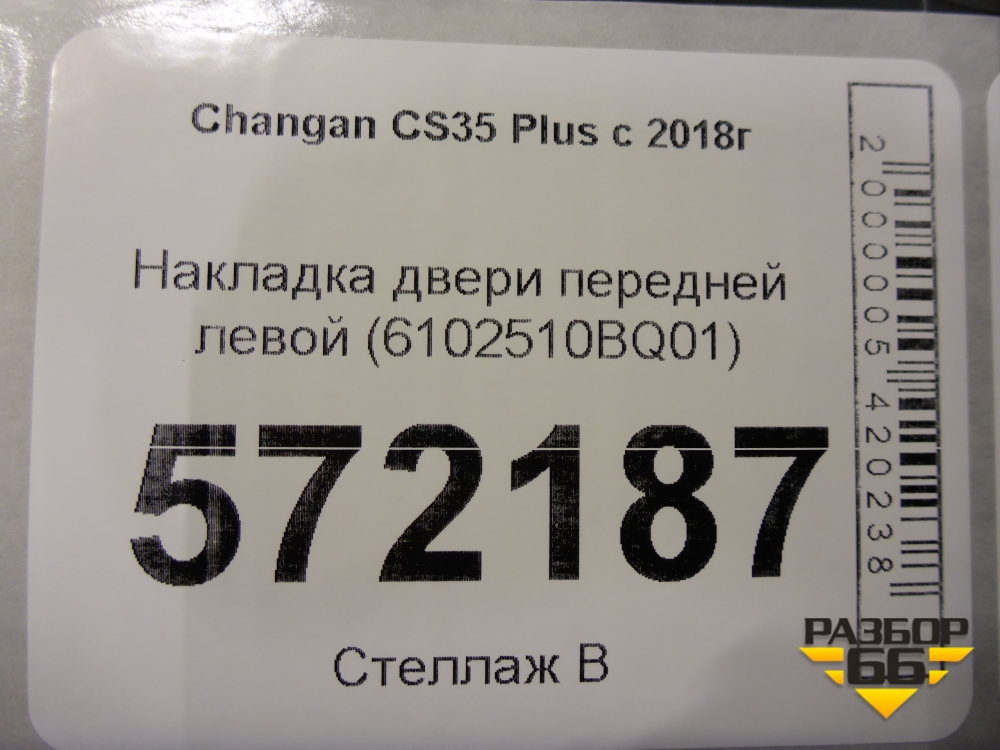 Changan CS35 Plus с 2018г
Накладка двери передней
левой (6102510BQ01)
572187
Стеллаж В
2000005420238
РАЗБОР
66